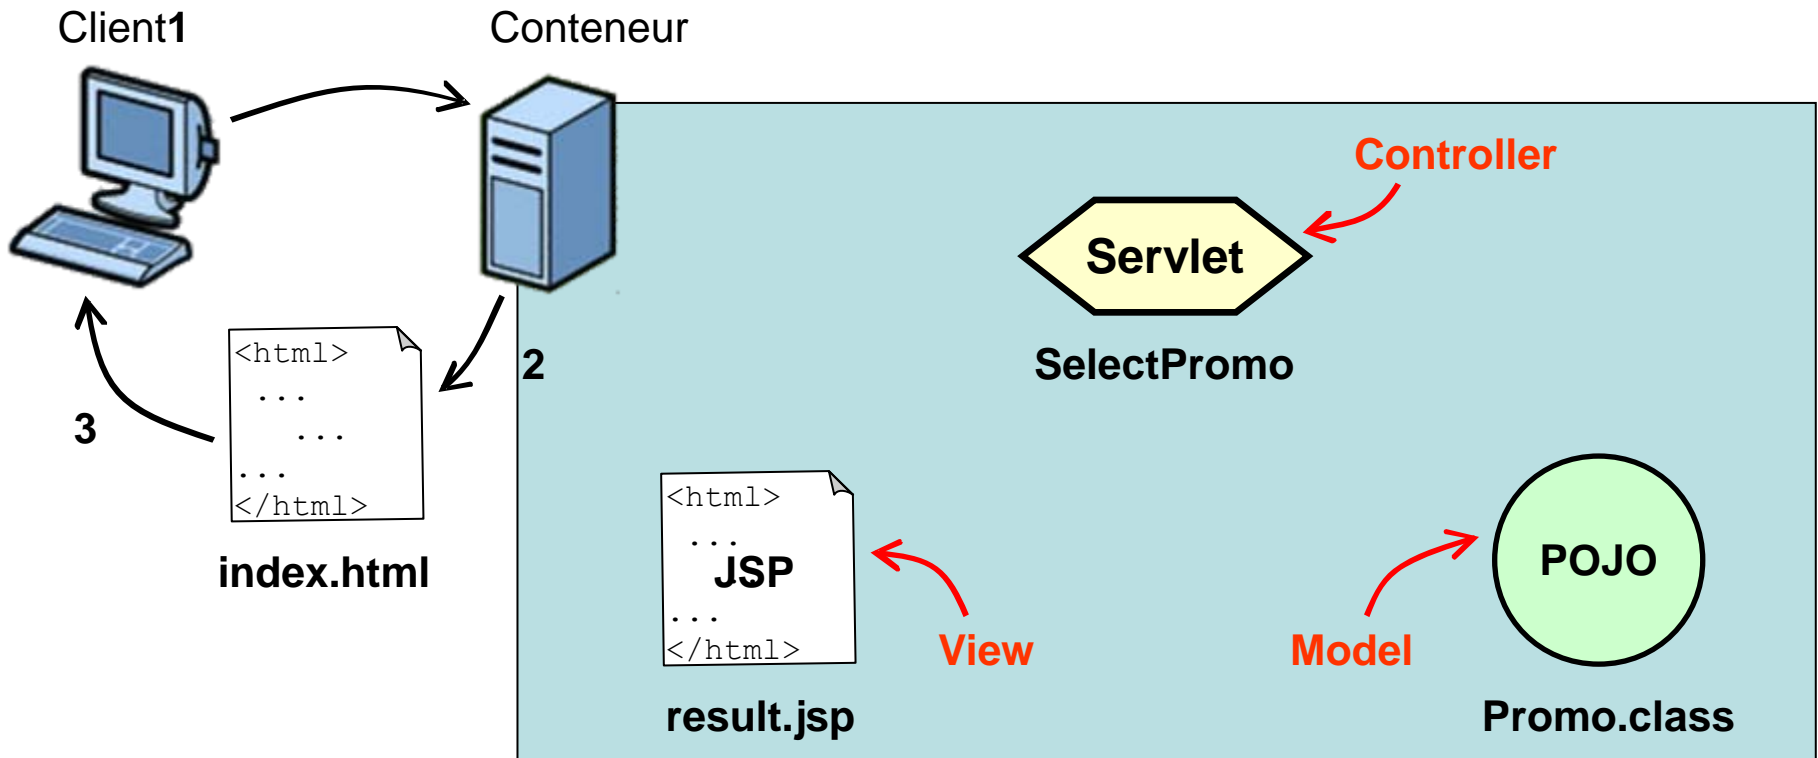 Client1
Conteneur
Controller
Servlet
SelectPromo
2
3
<html>
...
...
...
</html>
index.html
<html>
...
JSP
...
</html>
result.jsp
View
Model
POJO
Promo.class